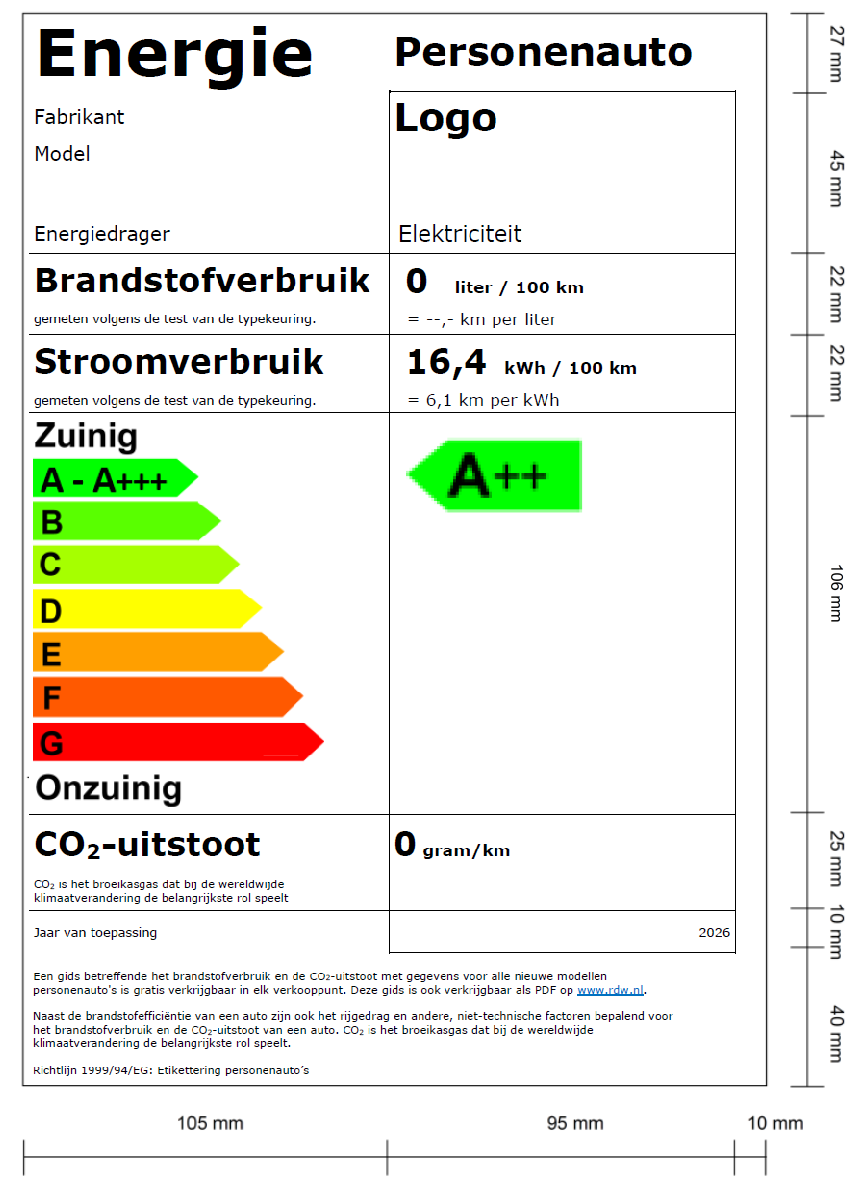 Energie
Personenauto
Fabrikant
Logo
Model
Energiedrager
Elektriciteit
Brandstofverbruik
0 liter / 100 km
gemeten volgens de test van de typekeuring.
= --,- km per liter
Stroomverbruik
16,4 kWh / 100 km
gemeten volgens de test van de typekeuring.
= 6,1 km per kWh
Zuinig
A - A+++
A++
B
C
D
E
F
G
Onzuinig
CO₂-uitstoot
0 gram/km
CO₂ is het broeikasgas dat bij de wereldwijde
klimaatverandering de belangrijkste rol speelt
Jaar van toepassing
2026
Een gids betreffende het brandstofverbruik en de CO₂-uitstoot met gegevens voor alle nieuwe modellen
personenauto's is gratis verkrijgbaar in elk verkooppunt. Deze gids is ook verkrijgbaar als PDF op www.rdw.nl.
Naast de brandstofefficiëntie van een auto zijn ook het rijgedrag en andere, niet-technische factoren bepalend voor
het brandstofverbruik en de CO₂-uitstoot van een auto. CO₂ is het broeikasgas dat bij de wereldwijde
klimaatverandering de belangrijkste rol speelt.
Richtlijn 1999/94/EG: Etikettering personenauto's
27 mm
45 mm
22 mm
22 mm
106 mm
25 mm
10 mm
40 mm
105 mm
95 mm
10 mm